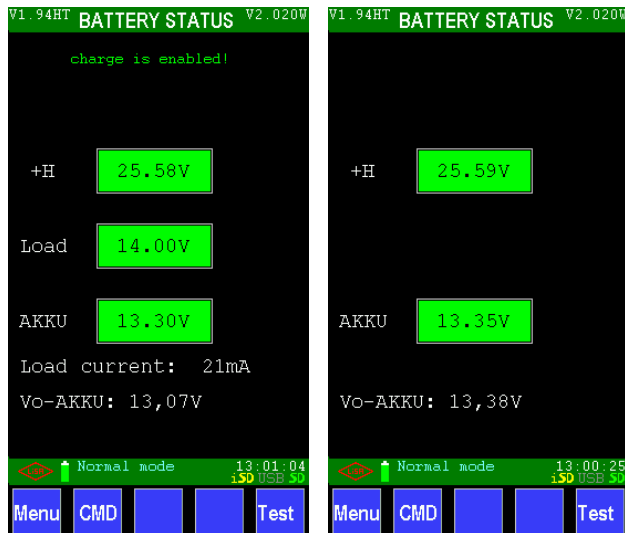 V1.94HT BATTERY STATUS V2.020W
charge is enabled!
+H 25.58V
Load 14.00V
AKKU 13.30V
Load current: 21mA
Vo-AKKU: 13,07V
Normal mode 13:01:04
iSD USB SD
Menu CMD Test
V1.94HT BATTERY STATUS V2.020W
+H 25.59V
AKKU 13.35V
Vo-AKKU: 13,38V
Normal mode 13:00:25
iSD USB SD
Menu CMD Test